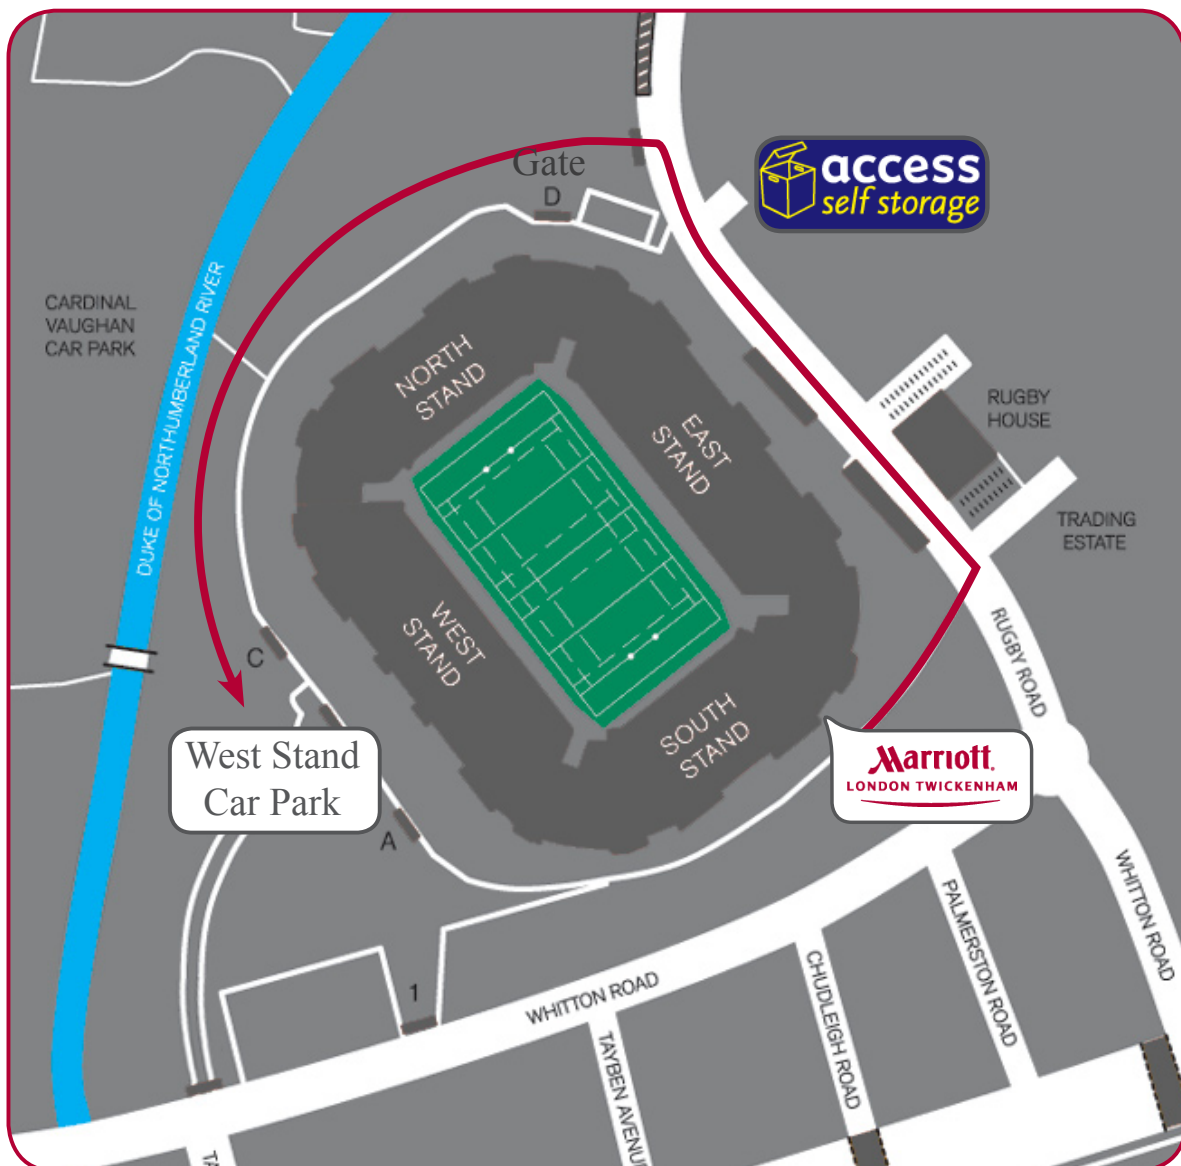 Gate
D
access
self storage
CARDINAL
VAUGHAN
CAR PARK
DUKE OF NORTHUMBERLAND RIVER
NORTH
STAND
EAST
STAND
RUGBY
HOUSE
TRADING
ESTATE
WEST
STAND
SOUTH
STAND
RUGBY ROAD
C
West Stand
Car Park
Marriott
LONDON TWICKENHAM
A
1
WHITTON ROAD
WHITTON ROAD
PALMERSTON ROAD
CHUDLEIGH ROAD
TAYBEN AVENU
TA